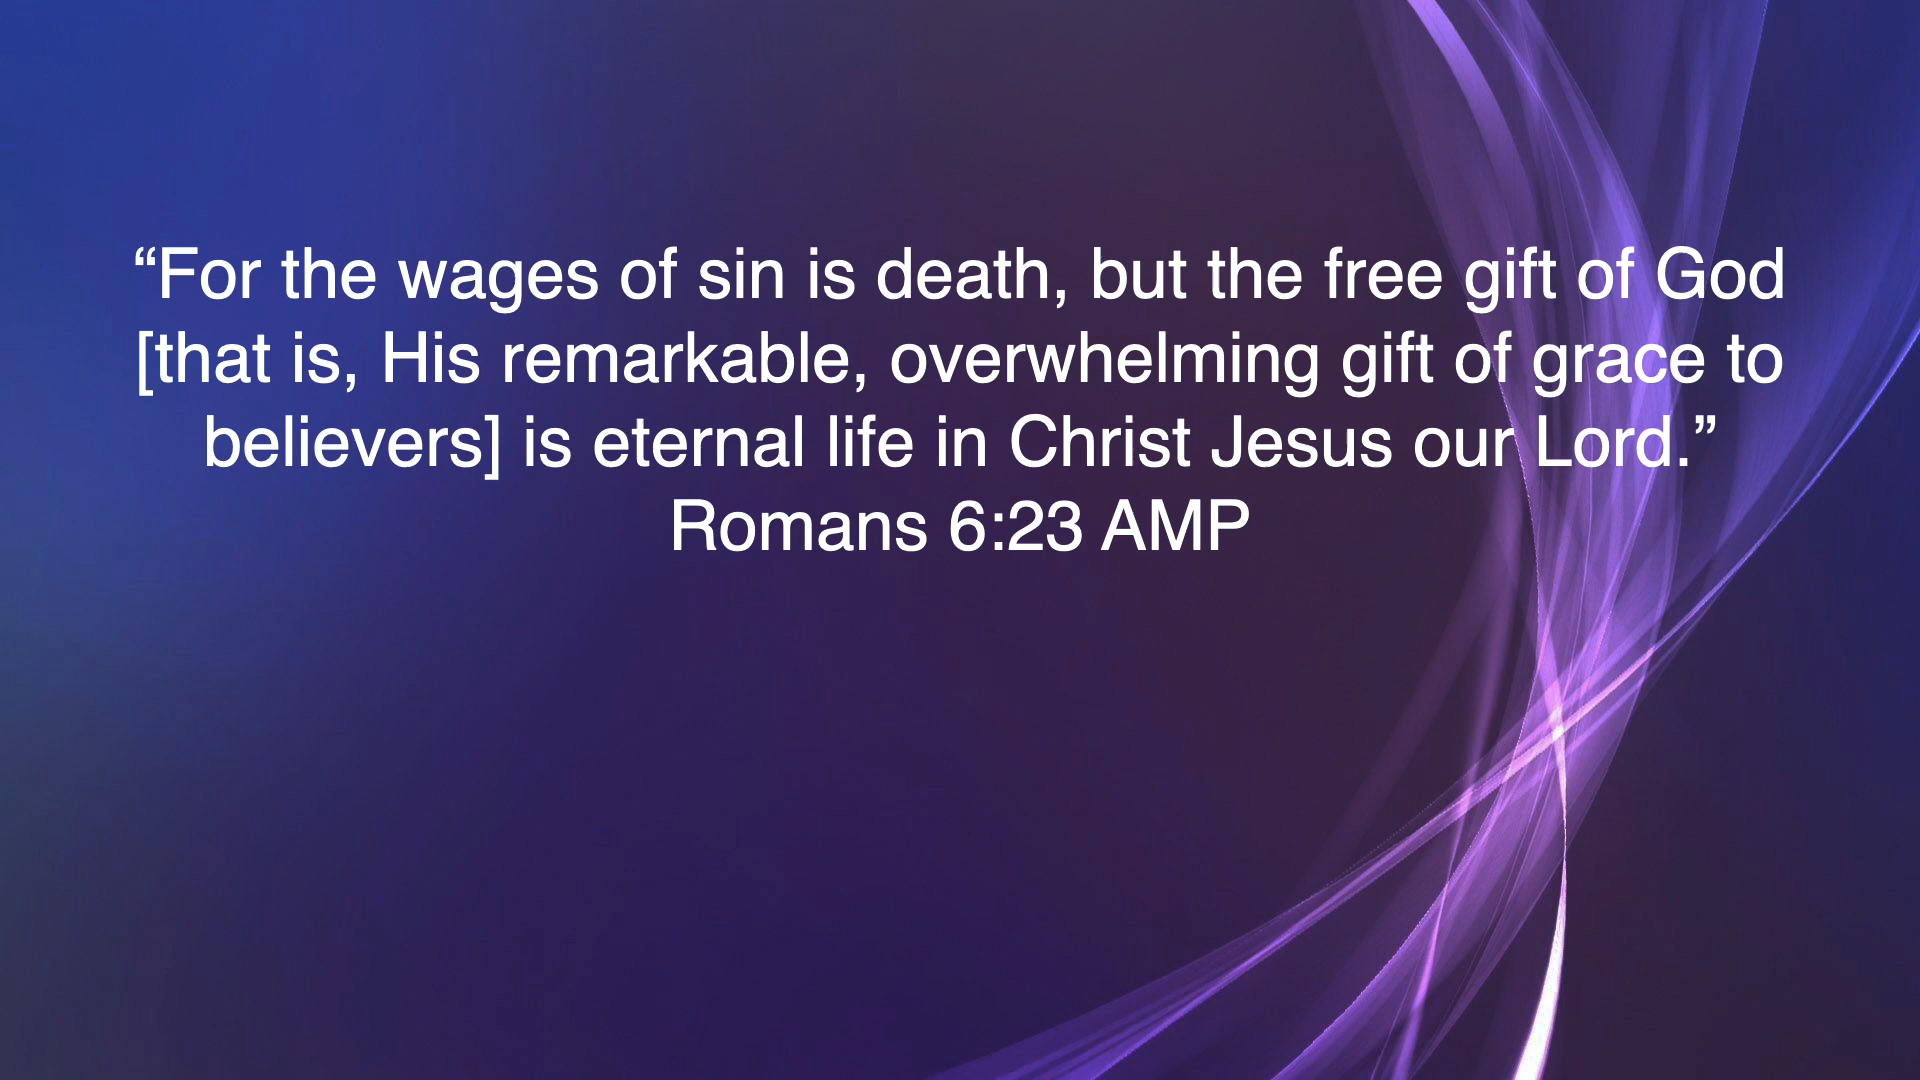 “For the wages of sin is death, but the free gift of God
[that is, His remarkable, overwhelming gift of grace to
believers] is eternal life in Christ Jesus our Lord.”
Romans 6:23 AMP